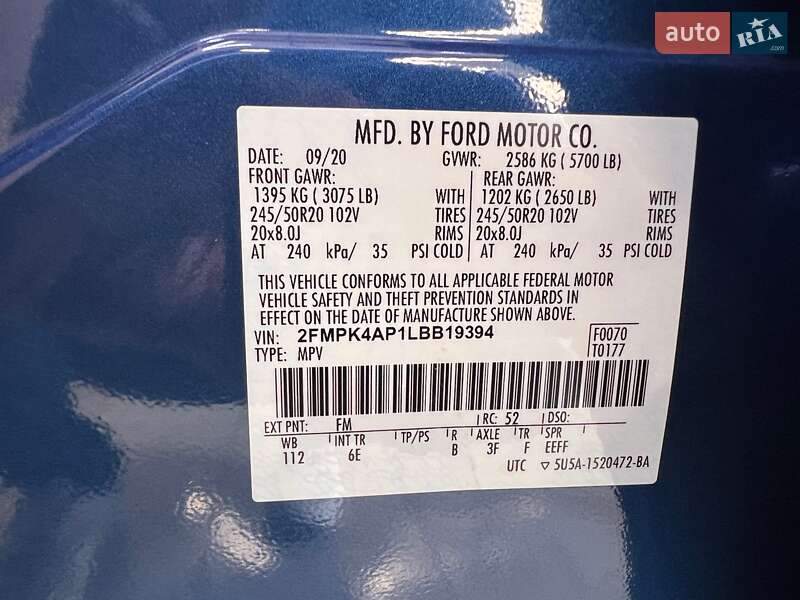 auto RIA.com
MFD. BY FORD MOTOR CO.
DATE: 09/20 GVWR: 2586 KG ( 5700 LB)
FRONT GAWR: REAR GAWR:
1395 KG ( 3075 LB) WITH 1202 KG ( 2650 LB) WITH
245/50R20 102V TIRES 245/50R20 102V TIRES
20x8.0J RIMS 20x8.0J RIMS
AT 240 kPa/ 35 PSI COLD AT 240 kPa/ 35 PSI COLD
THIS VEHICLE CONFORMS TO ALL APPLICABLE FEDERAL MOTOR
VEHICLE SAFETY AND THEFT PREVENTION STANDARDS IN
EFFECT ON THE DATE OF MANUFACTURE SHOWN ABOVE.
VIN: 2FMPK4AP1LBB19394 F0070
TYPE: MPV T0177
EXT PNT: FM RC: 52 DSO:
WB INT TR TP/PS R AXLE TR SPR
112 6E B 3F F EEFF
UTC ▽ 5U5A-1520472-BA